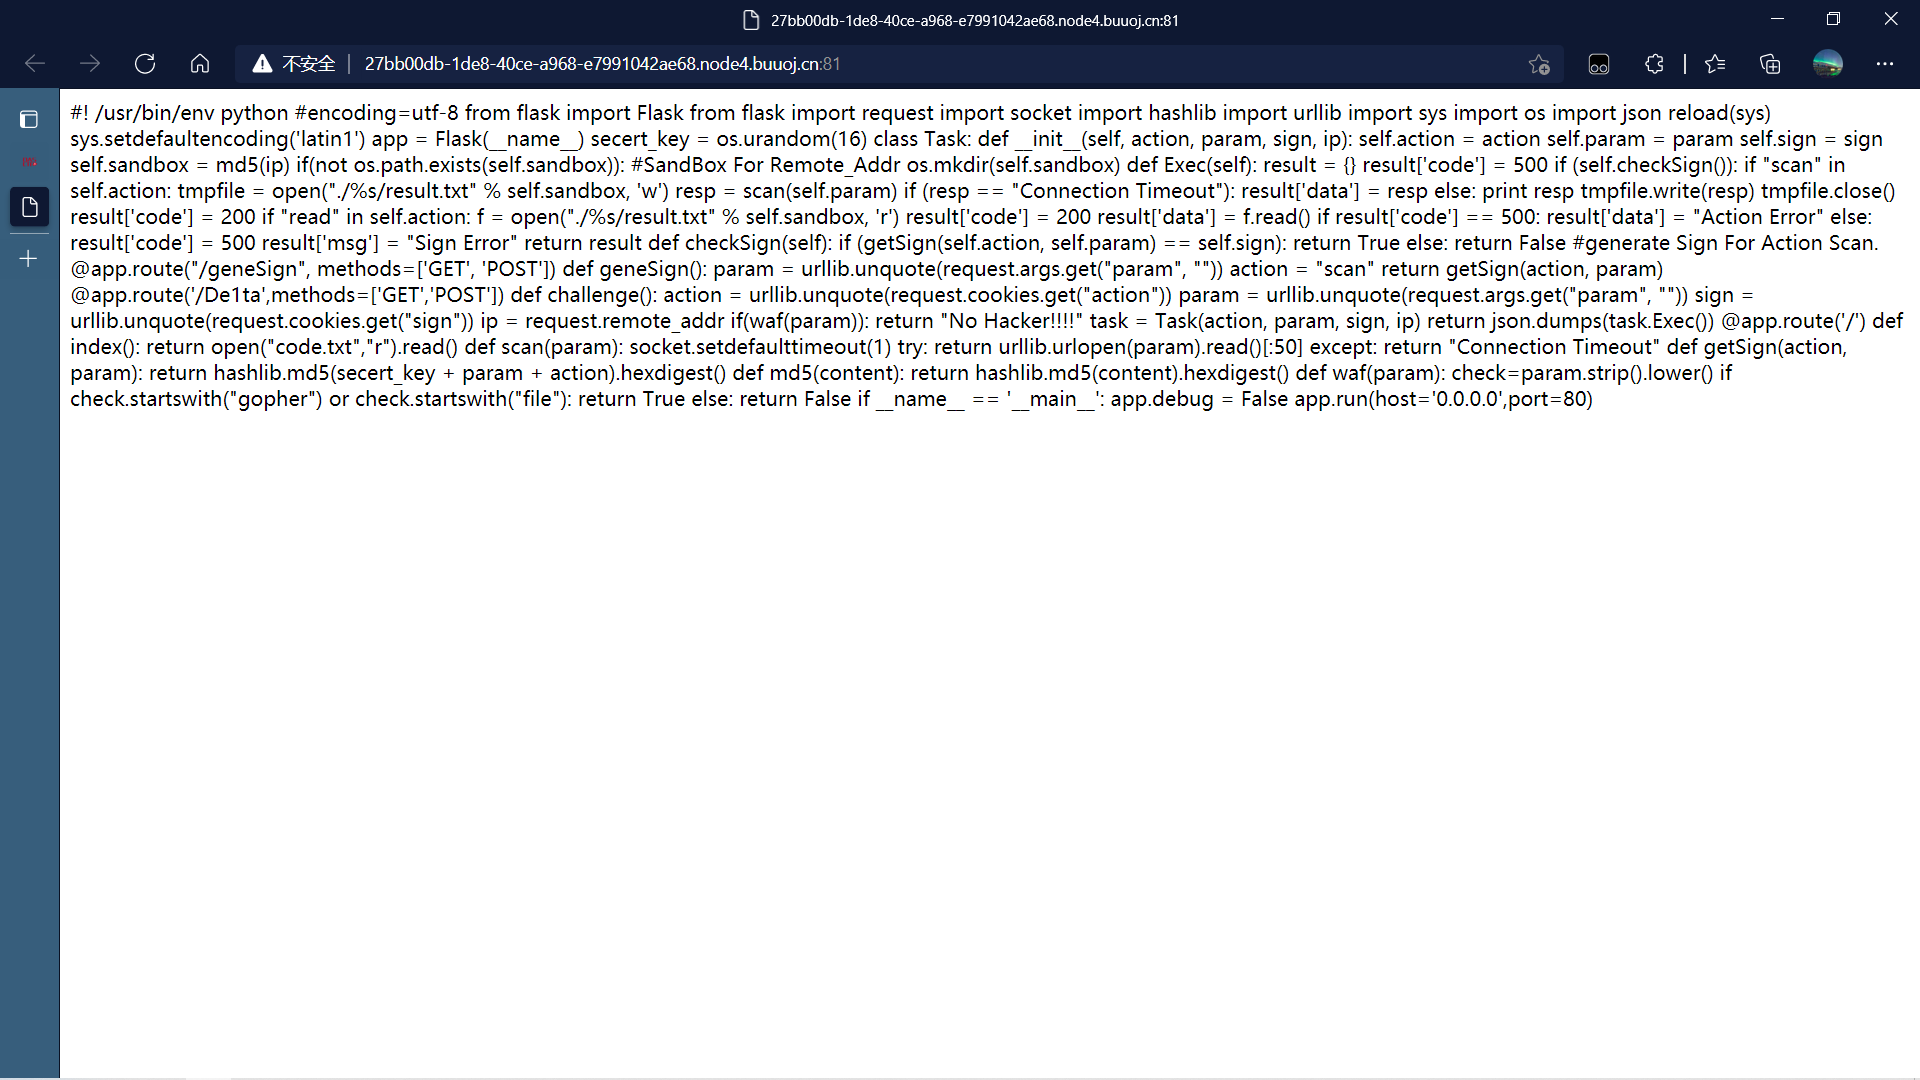 27bb00db-1de8-40ce-a968-e7991042ae68.node4.buuoj.cn:81
不安全 27bb00db-1de8-40ce-a968-e7991042ae68.node4.buuoj.cn:81
#! /usr/bin/env python #encoding=utf-8 from flask import Flask from flask import request import socket import hashlib import urllib import sys import os import json reload(sys)
sys.setdefaultencoding('latin1') app = Flask(__name__) secert_key = os.urandom(16) class Task: def __init__(self, action, param, sign, ip): self.action = action self.param = param self.sign = sign
self.sandbox = md5(ip) if(not os.path.exists(self.sandbox)): #SandBox For Remote_Addr os.mkdir(self.sandbox) def Exec(self): result = {} result['code'] = 500 if (self.checkSign()): if "scan" in
self.action: tmpfile = open("./%s/result.txt" % self.sandbox, 'w') resp = scan(self.param) if (resp == "Connection Timeout"): result['data'] = resp else: print resp tmpfile.write(resp) tmpfile.close()
result['code'] = 200 if "read" in self.action: f = open("./%s/result.txt" % self.sandbox, 'r') result['code'] = 200 result['data'] = f.read() if result['code'] == 500: result['data'] = "Action Error" else:
result['code'] = 500 result['msg'] = "Sign Error" return result def checkSign(self): if (getSign(self.action, self.param) == self.sign): return True else: return False #generate Sign For Action Scan.
@app.route("/geneSign", methods=['GET', 'POST']) def geneSign(): param = urllib.unquote(request.args.get("param", "")) action = "scan" return getSign(action, param)
@app.route('/De1ta',methods=['GET','POST']) def challenge(): action = urllib.unquote(request.cookies.get("action")) param = urllib.unquote(request.args.get("param", "")) sign =
urllib.unquote(request.cookies.get("sign")) ip = request.remote_addr if(waf(param)): return "No Hacker!!!!" task = Task(action, param, sign, ip) return json.dumps(task.Exec()) @app.route('/') def
index(): return open("code.txt","r").read() def scan(param): socket.setdefaulttimeout(1) try: return urllib.urlopen(param).read()[:50] except: return "Connection Timeout" def getSign(action,
param): return hashlib.md5(secert_key + param + action).hexdigest() def md5(content): return hashlib.md5(content).hexdigest() def waf(param): check=param.strip().lower() if
check.startswith("gopher") or check.startswith("file"): return True else: return False if __name__ == '__main__': app.debug = False app.run(host='0.0.0.0',port=80)